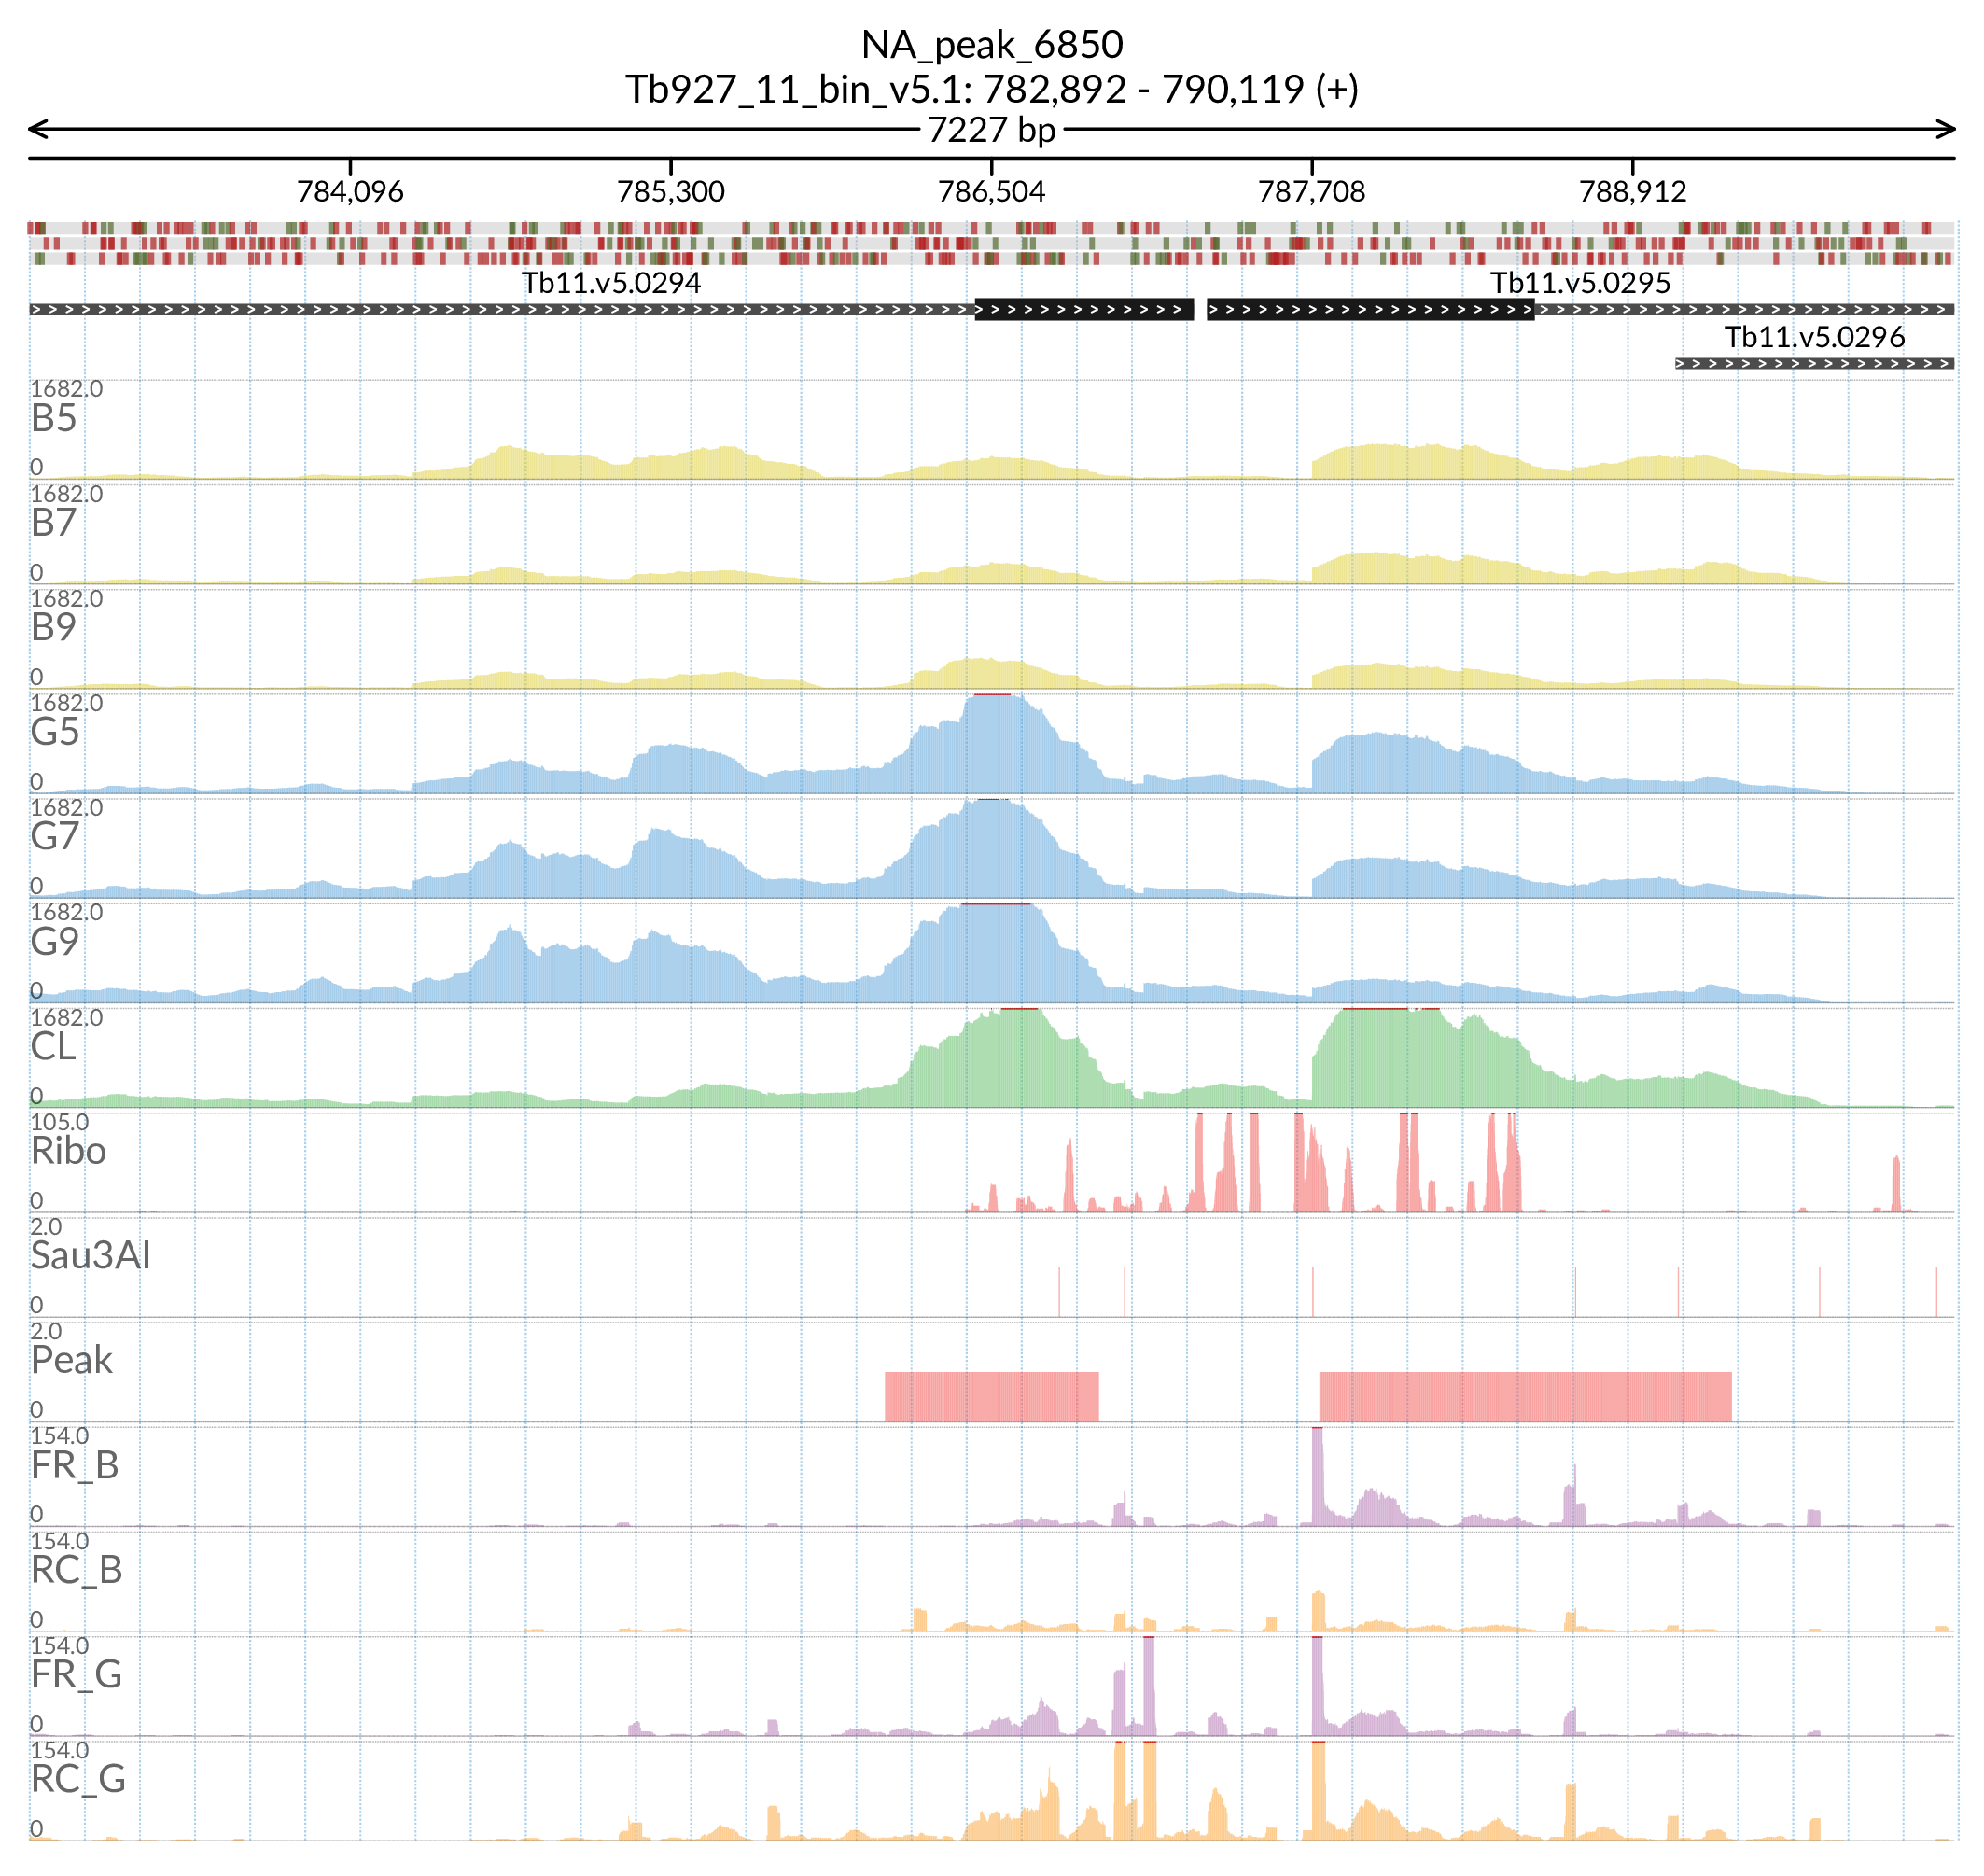 NA_peak_6850
Tb927_11_bin_v5.1: 782,892 - 790,119 (+)
7227 bp
784,096 785,300 786,504 787,708 788,912
Tb11.v5.0294 Tb11.v5.0295
Tb11.v5.0296
1682.0
B5
0
1682.0
B7
0
1682.0
B9
0
1682.0
G5
0
1682.0
G7
0
1682.0
G9
0
1682.0
CL
0
105.0
Ribo
0
2.0
Sau3AI
0
2.0
Peak
0
154.0
FR_B
0
154.0
RC_B
0
154.0
FR_G
0
154.0
RC_G
0